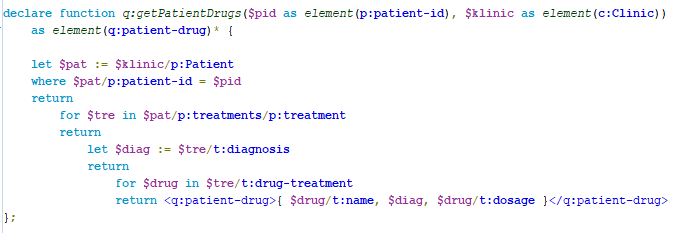 declare function q:getPatientDrugs($pid as element(p:patient-id), $klinic as element(c:Clinic))
    as element(q:patient-drug)* {

    let $pat := $klinic/p:Patient
    where $pat/p:patient-id = $pid
    return
        for $tre in $pat/p:treatments/p:treatment
        return
            let $diag := $tre/t:diagnosis
            return
                for $drug in $tre/t:drug-treatment
                return <q:patient-drug>{ $drug/t:name, $diag, $drug/t:dosage }</q:patient-drug>
};